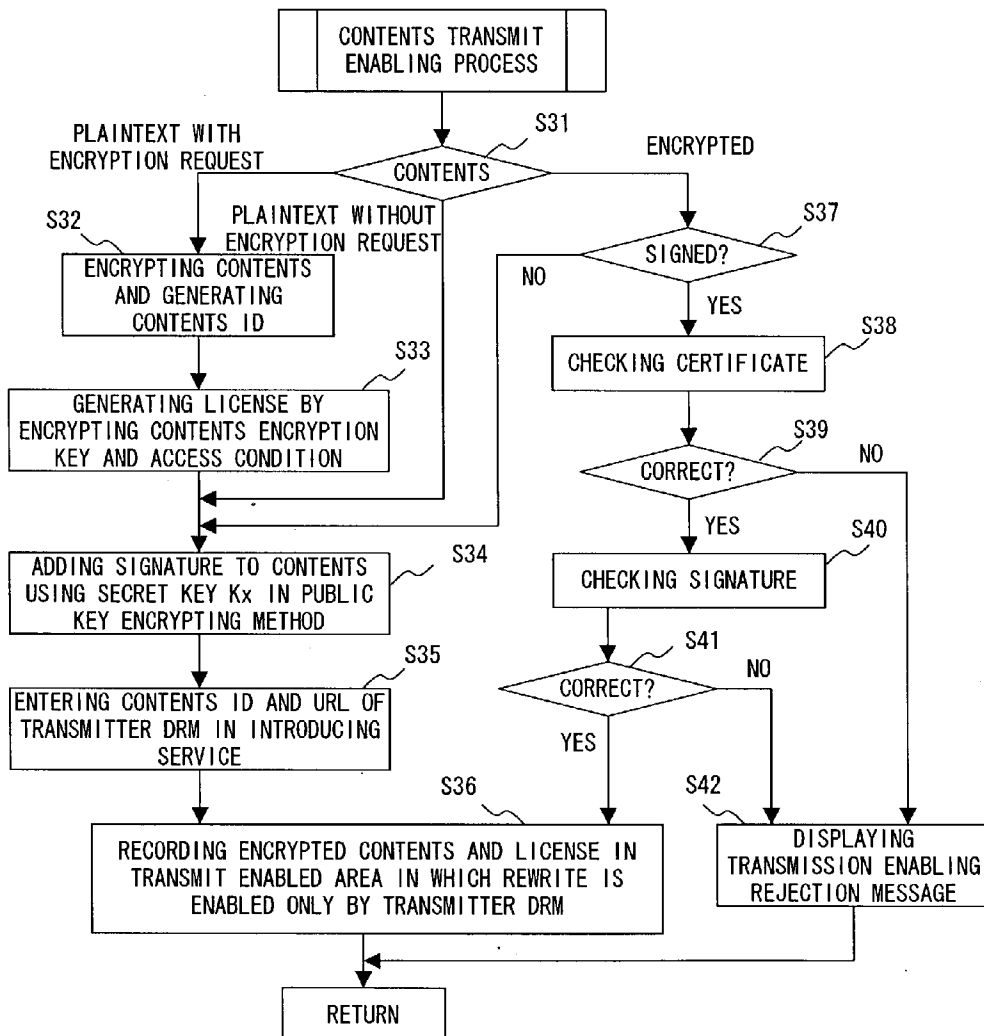 CONTENTS TRANSMIT
ENABLING PROCESS
S31
PLAINTEXT WITH
ENCRYPTION REQUEST
CONTENTS
ENCRYPTED
S32
PLAINTEXT WITHOUT
ENCRYPTION REQUEST
S37
ENCRYPTING CONTENTS
AND GENERATING
CONTENTS ID
SIGNED?
NO
YES
S33
S38
CHECKING CERTIFICATE
GENERATING LICENSE BY
ENCRYPTING CONTENTS ENCRYPTION
KEY AND ACCESS CONDITION
S39
CORRECT?
NO
YES
S34
S40
ADDING SIGNATURE TO CONTENTS
USING SECRET KEY Kx IN PUBLIC
KEY ENCRYPTING METHOD
CHECKING SIGNATURE
S35
S41
CORRECT?
NO
YES
ENTERING CONTENTS ID AND URL OF
TRANSMITTER DRM IN INTRODUCING
SERVICE
S36
S42
RECORDING ENCRYPTED CONTENTS AND LICENSE IN
TRANSMIT ENABLED AREA IN WHICH REWRITE IS
ENABLED ONLY BY TRANSMITTER DRM
DISPLAYING
TRANSMISSION ENABLING
REJECTION MESSAGE
RETURN